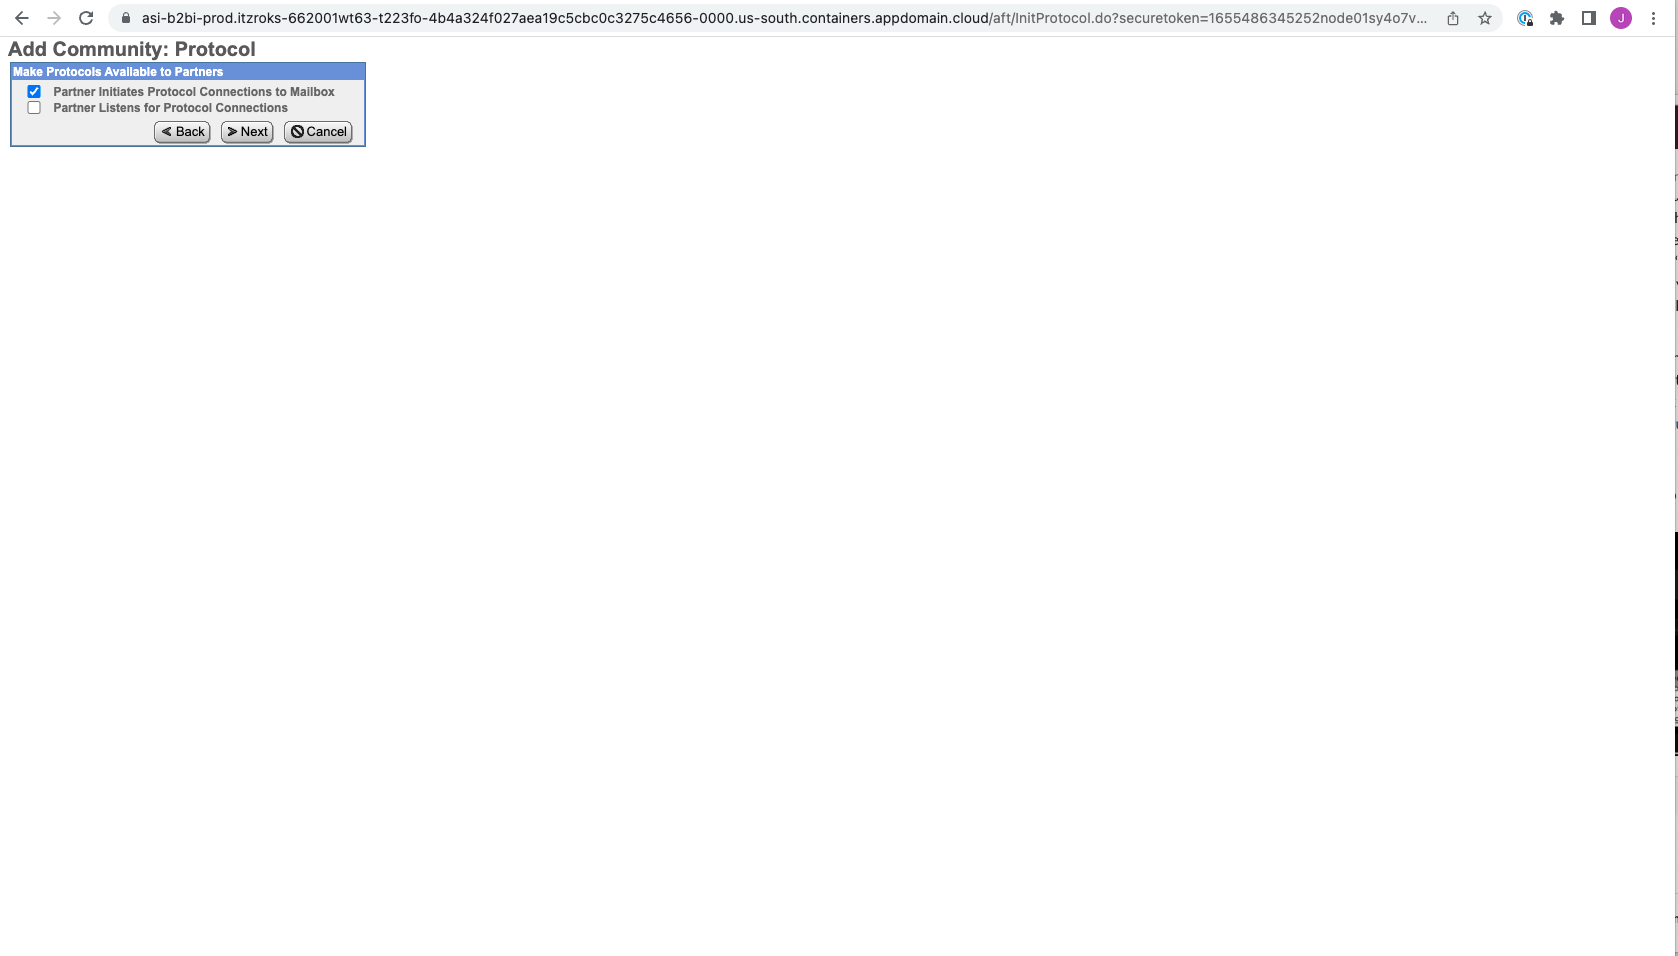 asi-b2bi-prod.itzroks-662001wt63-t223fo-4b4a324f027aea19c5cbc0c3275c4656-0000.us-south.containers.appdomain.cloud/aft/InitProtocol.do?securetoken=1655486345252node01sy4o7v...
J
Add Community: Protocol
Make Protocols Available to Partners
Partner Initiates Protocol Connections to Mailbox
Partner Listens for Protocol Connections
Back Next Cancel